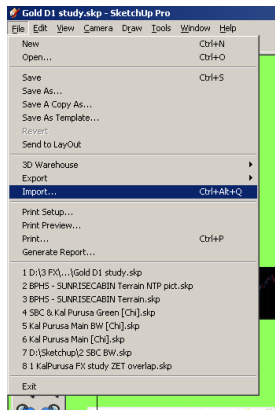 Gold D1 study.skp - SketchUp Pro
File Edit View Camera Draw Tools Window Help
New Ctrl+N
Open... Ctrl+O
Save Ctrl+S
Save As...
Save A Copy As...
Save As Template...
Revert
Send to LayOut
3D Warehouse
Export
Import... Ctrl+Alt+Q
Print Setup...
Print Preview...
Print... Ctrl+P
Generate Report...
1 D:\3 FX\...\Gold D1 study.skp
2 BPHS - SUNRISECABIN Terrain NTP pict.skp
3 BPHS - SUNRISECABIN Terrain.skp
4 SBC & Kal Purusa Green [Chi].skp
5 Kal Purusa Main BW [Chi].skp
6 Kal Purusa Main [Chi].skp
7 D:\Sketchup\2 SBC BW.skp
8 1 KalPurusa FX study ZET overlap.skp
Exit